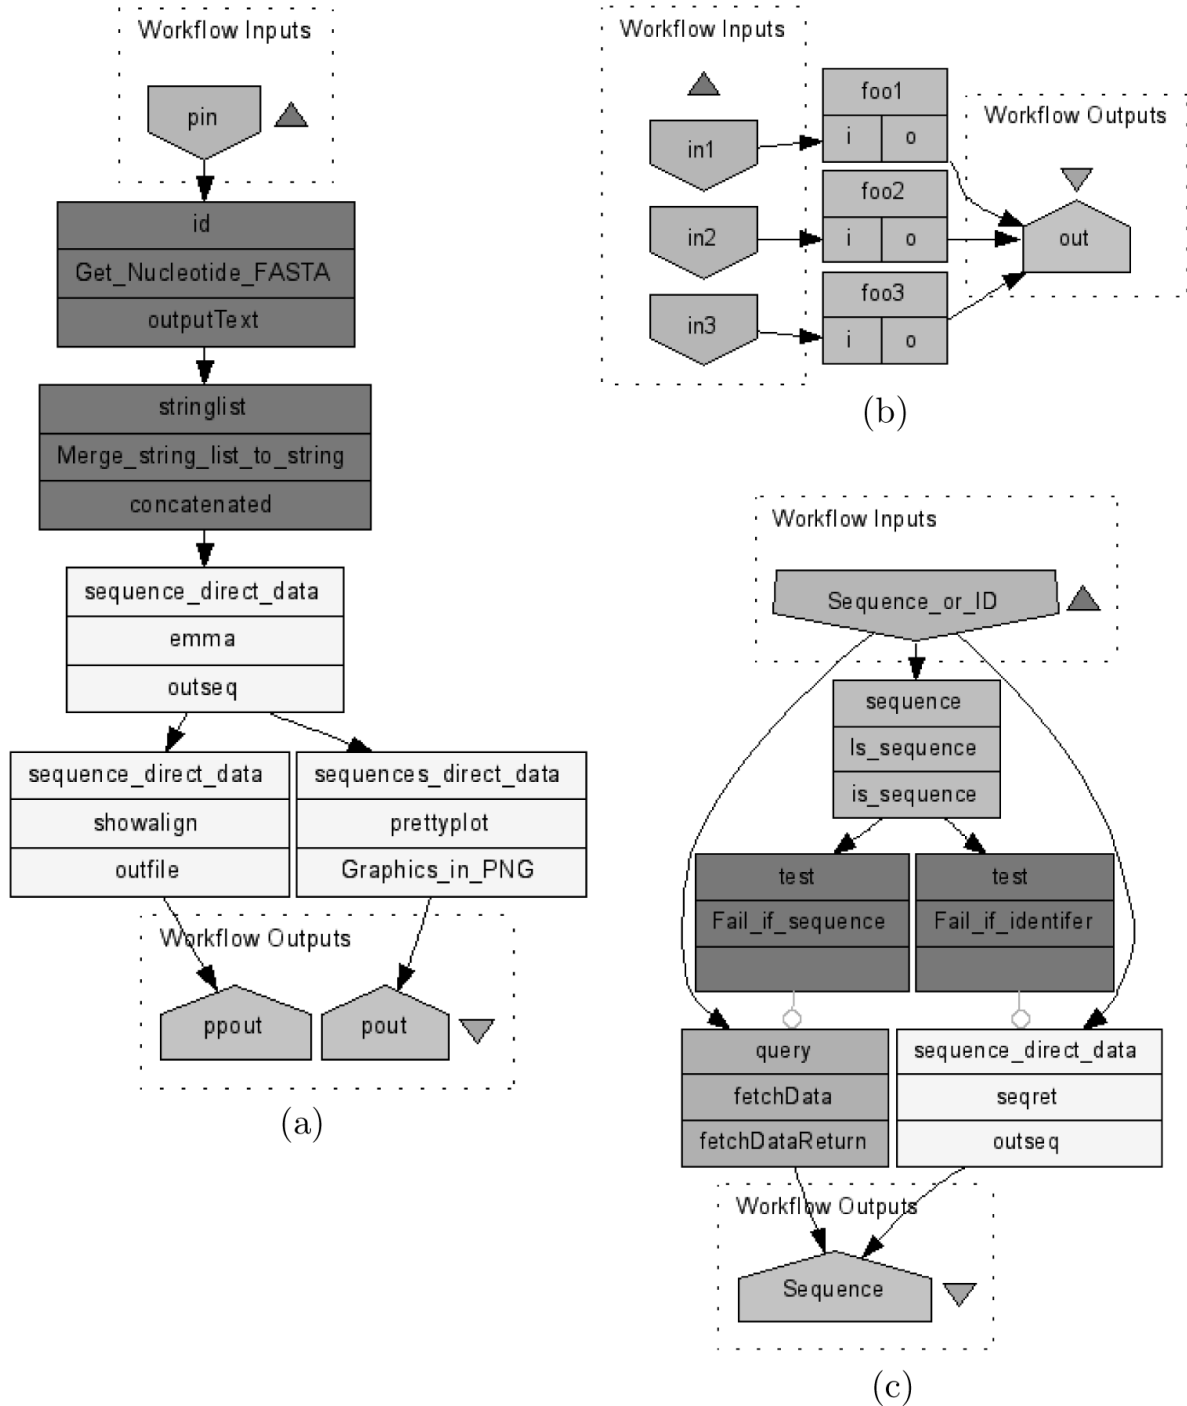 Workflow Inputs
pin
id
Get_Nucleotide_FASTA
outputText
stringlist
Merge_string_list_to_string
concatenated
sequence_direct_data
emma
outseq
sequence_direct_data
showalign
outfile
sequences_direct_data
prettyplot
Graphics_in_PNG
Workflow Outputs
ppout
pout
(a)
Workflow Inputs
in1
in2
in3
foo1
i o
foo2
i o
foo3
i o
Workflow Outputs
out
(b)
Workflow Inputs
Sequence_or_ID
sequence
Is_sequence
is_sequence
test
Fail_if_sequence
test
Fail_if_identifer
query
fetchData
fetchDataReturn
sequence_direct_data
seqret
outseq
Workflow Outputs
Sequence
(c)